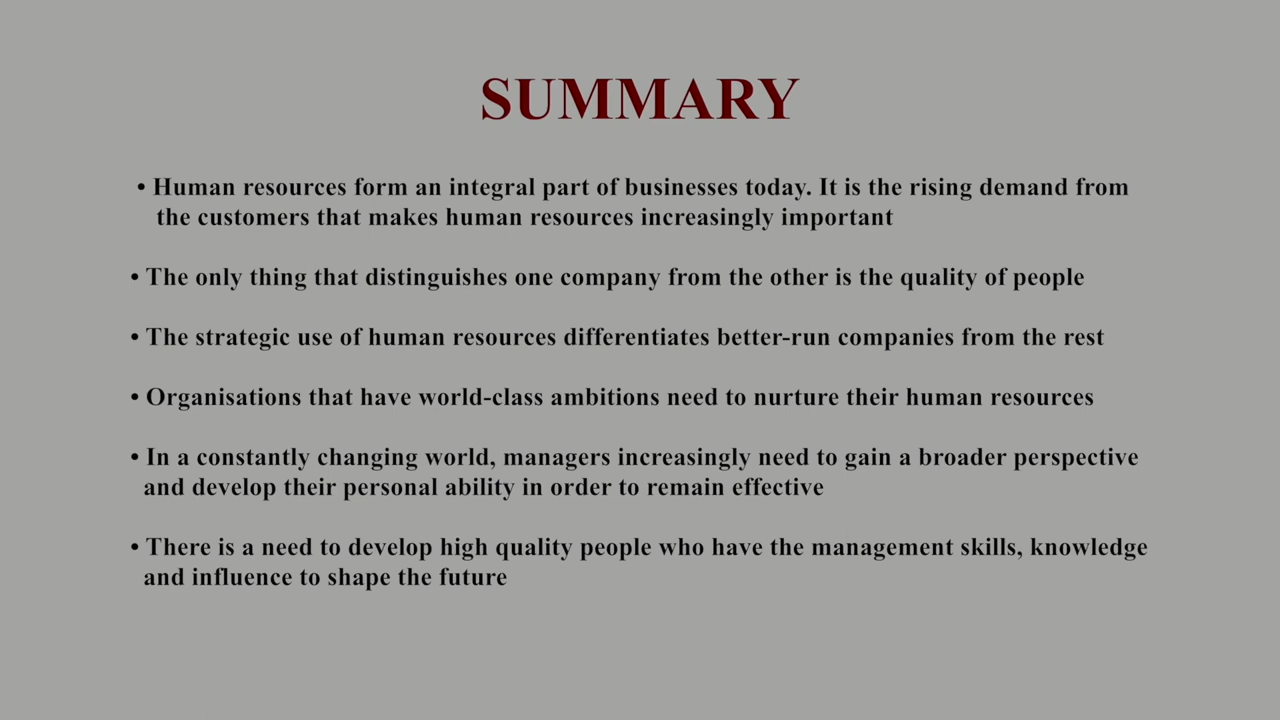 SUMMARY
• Human resources form an integral part of businesses today. It is the rising demand from
the customers that makes human resources increasingly important
• The only thing that distinguishes one company from the other is the quality of people
• The strategic use of human resources differentiates better-run companies from the rest
• Organisations that have world-class ambitions need to nurture their human resources
• In a constantly changing world, managers increasingly need to gain a broader perspective
and develop their personal ability in order to remain effective
• There is a need to develop high quality people who have the management skills, knowledge
and influence to shape the future